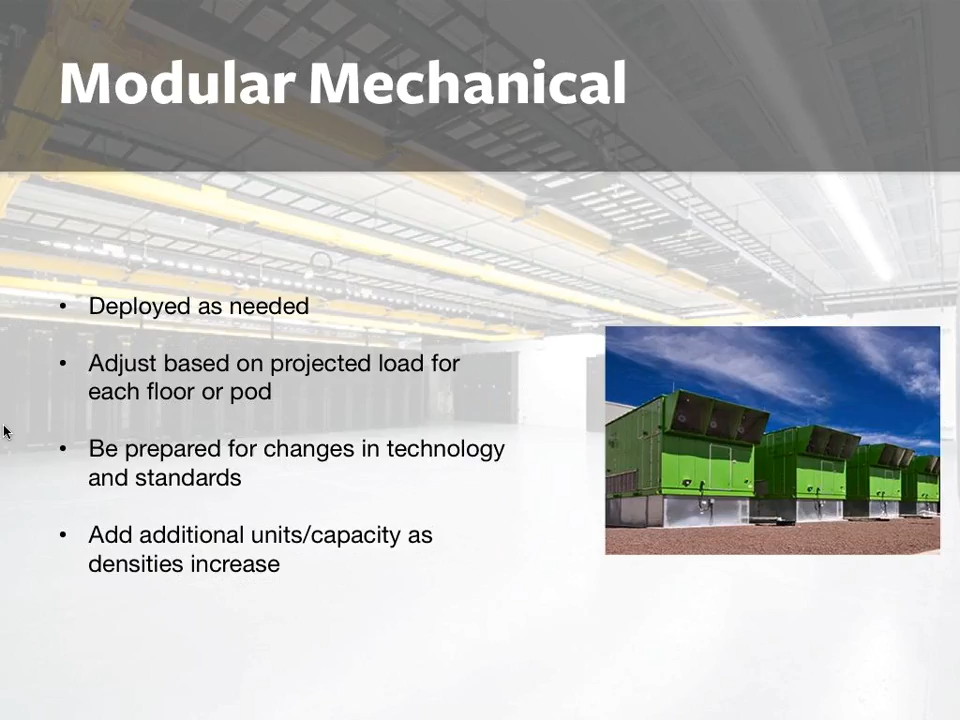 Modular Mechanical
• Deployed as needed
• Adjust based on projected load for
each floor or pod
• Be prepared for changes in technology
and standards
• Add additional units/capacity as
densities increase